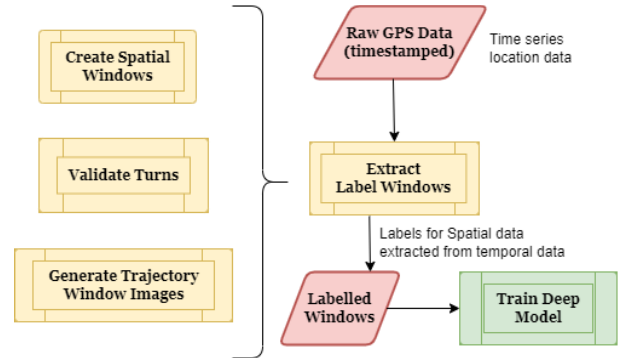 Create Spatial
Windows
Validate Turns
Generate Trajectory
Window Images
Raw GPS Data
(timestamped)
Time series
location data
Extract
Label Windows
Labels for Spatial data
extracted from temporal data
Labelled
Windows
Train Deep
Model